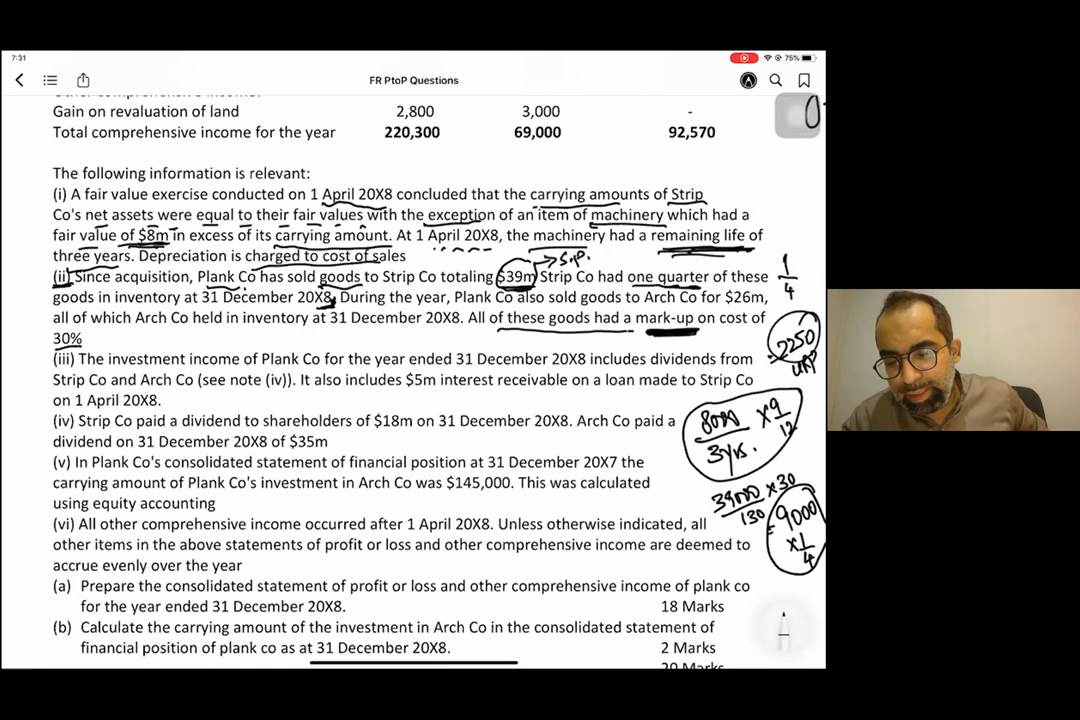 7:31
75%
FR PtoP Questions
Gain on revaluation of land 2,800 3,000 -
Total comprehensive income for the year 220,300 69,000 92,570
The following information is relevant:
(i) A fair value exercise conducted on 1 April 20X8 concluded that the carrying amounts of Strip
Co's net assets were equal to their fair values with the exception of an item of machinery which had a
fair value of $8m in excess of its carrying amount. At 1 April 20X8, the machinery had a remaining life of
three years. Depreciation is charged to cost of sales
→ S.P.
(ii) Since acquisition, Plank Co has sold goods to Strip Co totaling $39m Strip Co had one quarter of these
goods in inventory at 31 December 20X8. During the year, Plank Co also sold goods to Arch Co for $26m,
all of which Arch Co held in inventory at 31 December 20X8. All of these goods had a mark-up on cost of
30%
1/4
= 2250
URP
(iii) The investment income of Plank Co for the year ended 31 December 20X8 includes dividends from
Strip Co and Arch Co (see note (iv)). It also includes $5m interest receivable on a loan made to Strip Co
on 1 April 20X8.
(iv) Strip Co paid a dividend to shareholders of $18m on 31 December 20X8. Arch Co paid a
dividend on 31 December 20X8 of $35m
8000/3yrs. × 9/12
(v) In Plank Co's consolidated statement of financial position at 31 December 20X7 the
carrying amount of Plank Co's investment in Arch Co was $145,000. This was calculated
using equity accounting
39000/130 × 30
= 9000
× 1/4
(vi) All other comprehensive income occurred after 1 April 20X8. Unless otherwise indicated, all
other items in the above statements of profit or loss and other comprehensive income are deemed to
accrue evenly over the year
(a) Prepare the consolidated statement of profit or loss and other comprehensive income of plank co
for the year ended 31 December 20X8. 18 Marks
(b) Calculate the carrying amount of the investment in Arch Co in the consolidated statement of
financial position of plank co as at 31 December 20X8. 2 Marks